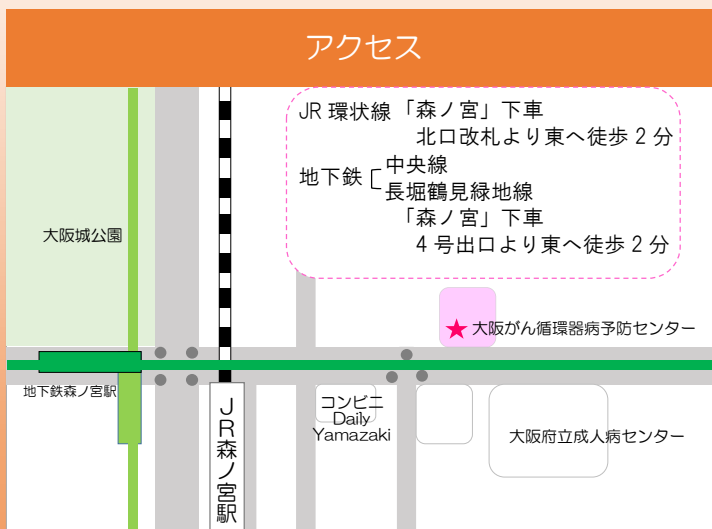 アクセス
JR 環状線 「森ノ宮」下車
北口改札より東へ徒歩 2 分
地下鉄
中央線
長堀鶴見緑地線
「森ノ宮」下車
4 号出口より東へ徒歩 2 分
大阪城公園
大阪がん循環器病予防センター
地下鉄森ノ宮駅
JR森ノ宮駅
コンビニ
Daily
Yamazaki
大阪府立成人病センター